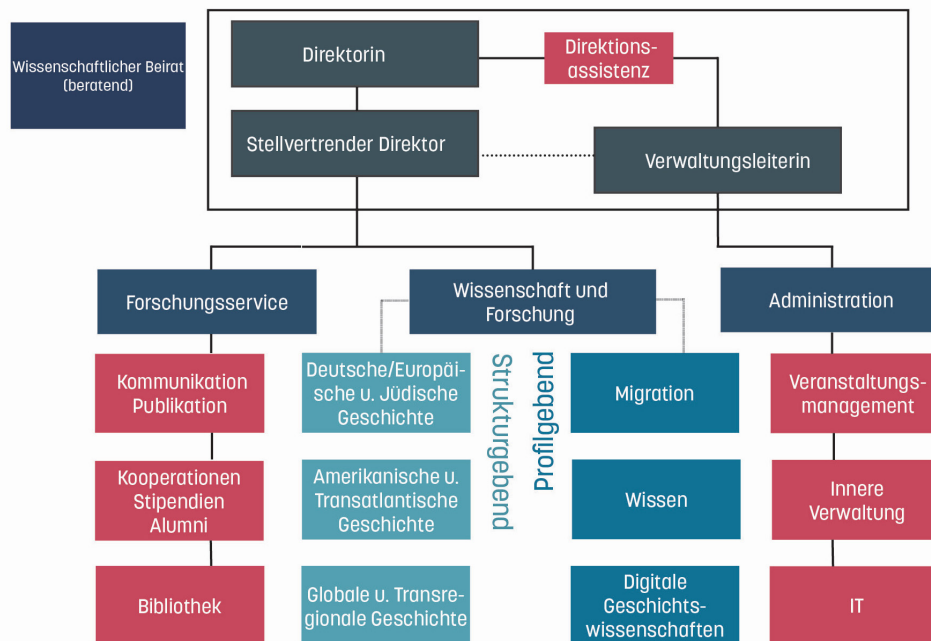 Wissenschaftlicher Beirat
(beratend)
Direktorin
Direktions-
assistenz
Stellvertrender Direktor
Verwaltungsleiterin
Forschungsservice
Wissenschaft und
Forschung
Administration
Kommunikation
Publikation
Deutsche/Europäi-
sche u. Jüdische
Geschichte
Strukturgebend
Profilgebend
Migration
Veranstaltungs-
management
Kooperationen
Stipendien
Alumni
Amerikanische u.
Transatlantische
Geschichte
Wissen
Innere
Verwaltung
Bibliothek
Globale u. Transre-
gionale Geschichte
Digitale
Geschichts-
wissenschaften
IT